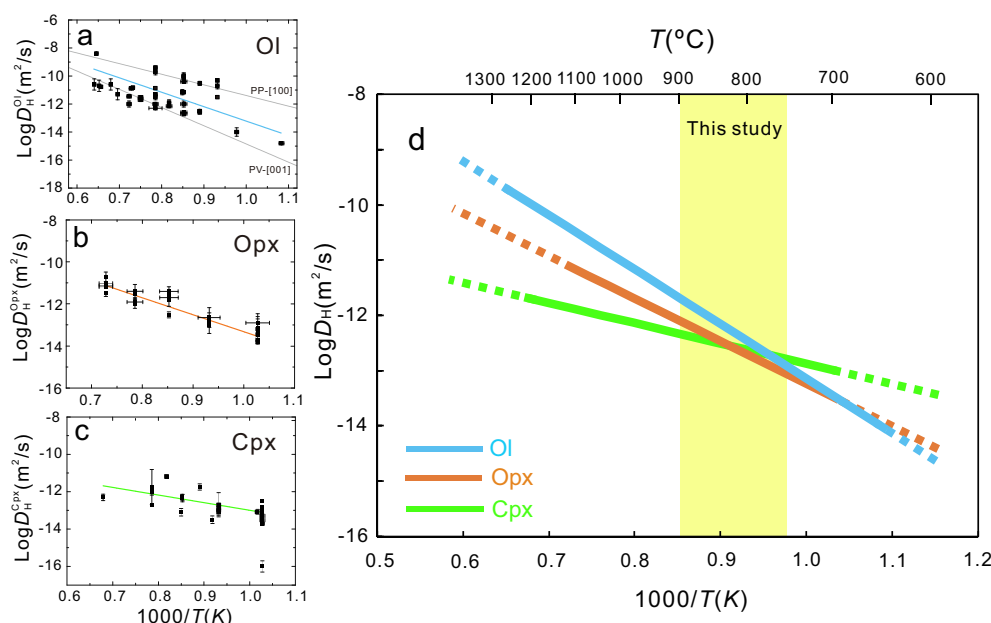 a
Ol
LogD_H^Ol(m²/s)
-6
-8
-10
-12
-14
-16
-18
PP-[100]
PV-[001]
0.6 0.7 0.8 0.9 1.0 1.1
b
Opx
LogD_H^Opx(m²/s)
-8
-10
-12
-14
-16
0.6 0.7 0.8 0.9 1.0 1.1
c
Cpx
LogD_H^Cpx(m²/s)
-8
-10
-12
-14
-16
0.6 0.7 0.8 0.9 1.0 1.1
1000/T(K)
T(ºC)
1300 1200 1100 1000 900 800 700 600
d
This study
LogD_H(m²/s)
-8
-10
-12
-14
-16
Ol
Opx
Cpx
0.5 0.6 0.7 0.8 0.9 1.0 1.1 1.2
1000/T(K)